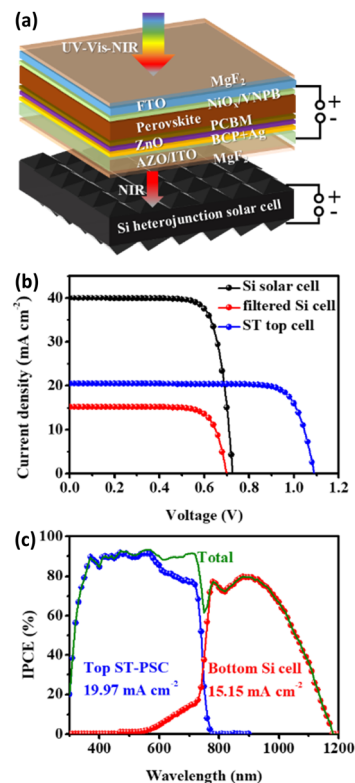 (a)
UV-Vis-NIR
MgF2
FTO
NiOx/VNPB
Perovskite
PCBM
ZnO
BCP+Ag
AZO/ITO
MgF2
NIR
Si heterojunction solar cell
+
-
+
-
(b)
Si solar cell
filtered Si cell
ST top cell
Current density (mA cm-2)
40
30
20
10
0
0.0 0.2 0.4 0.6 0.8 1.0 1.2
Voltage (V)
(c)
100
80
60
40
20
0
IPCE (%)
Total
Top ST-PSC
19.97 mA cm-2
Bottom Si cell
15.15 mA cm-2
400 600 800 1000 1200
Wavelength (nm)